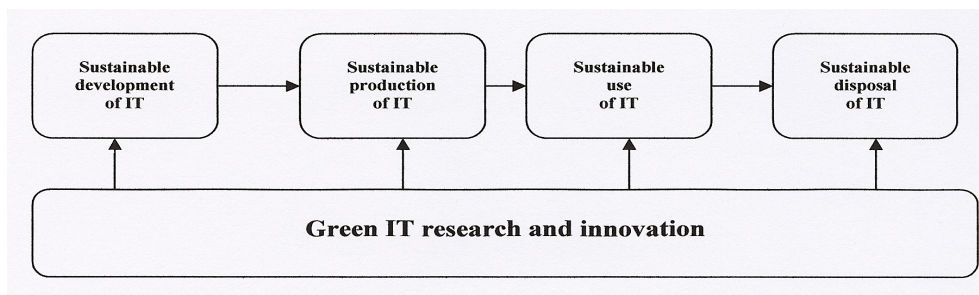 Sustainable
development
of IT
Sustainable
production
of IT
Sustainable
use
of IT
Sustainable
disposal
of IT
Green IT research and innovation